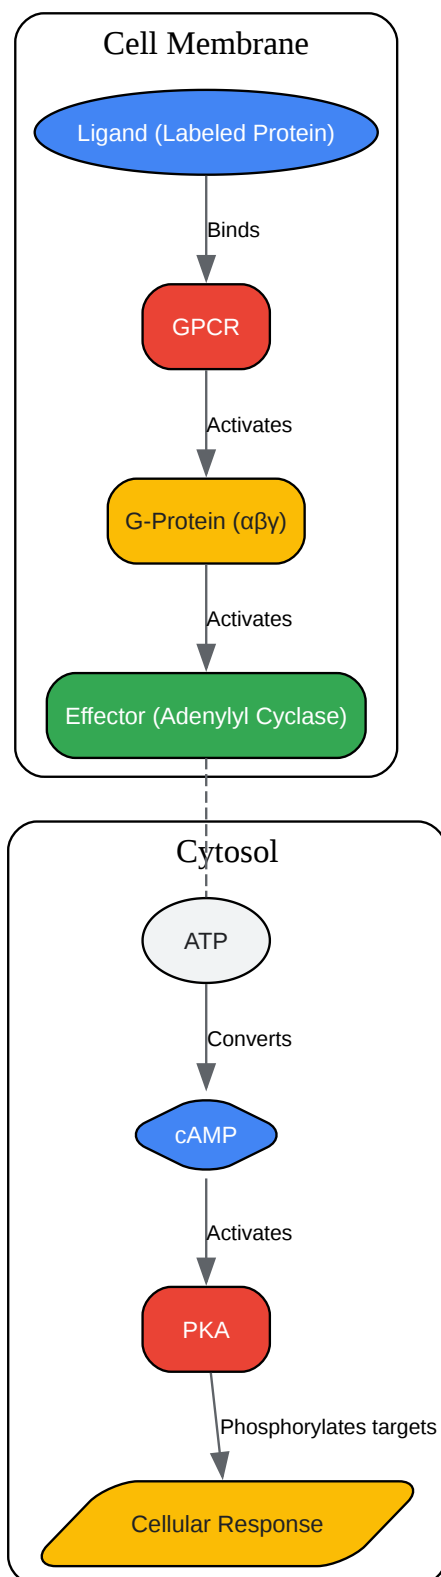 Cell Membrane
Ligand (Labeled Protein)
Binds
GPCR
Activates
G-Protein (αβγ)
Activates
Effector (Adenylyl Cyclase)
Cytosol
ATP
Converts
cAMP
Activates
PKA
Phosphorylates targets
Cellular Response